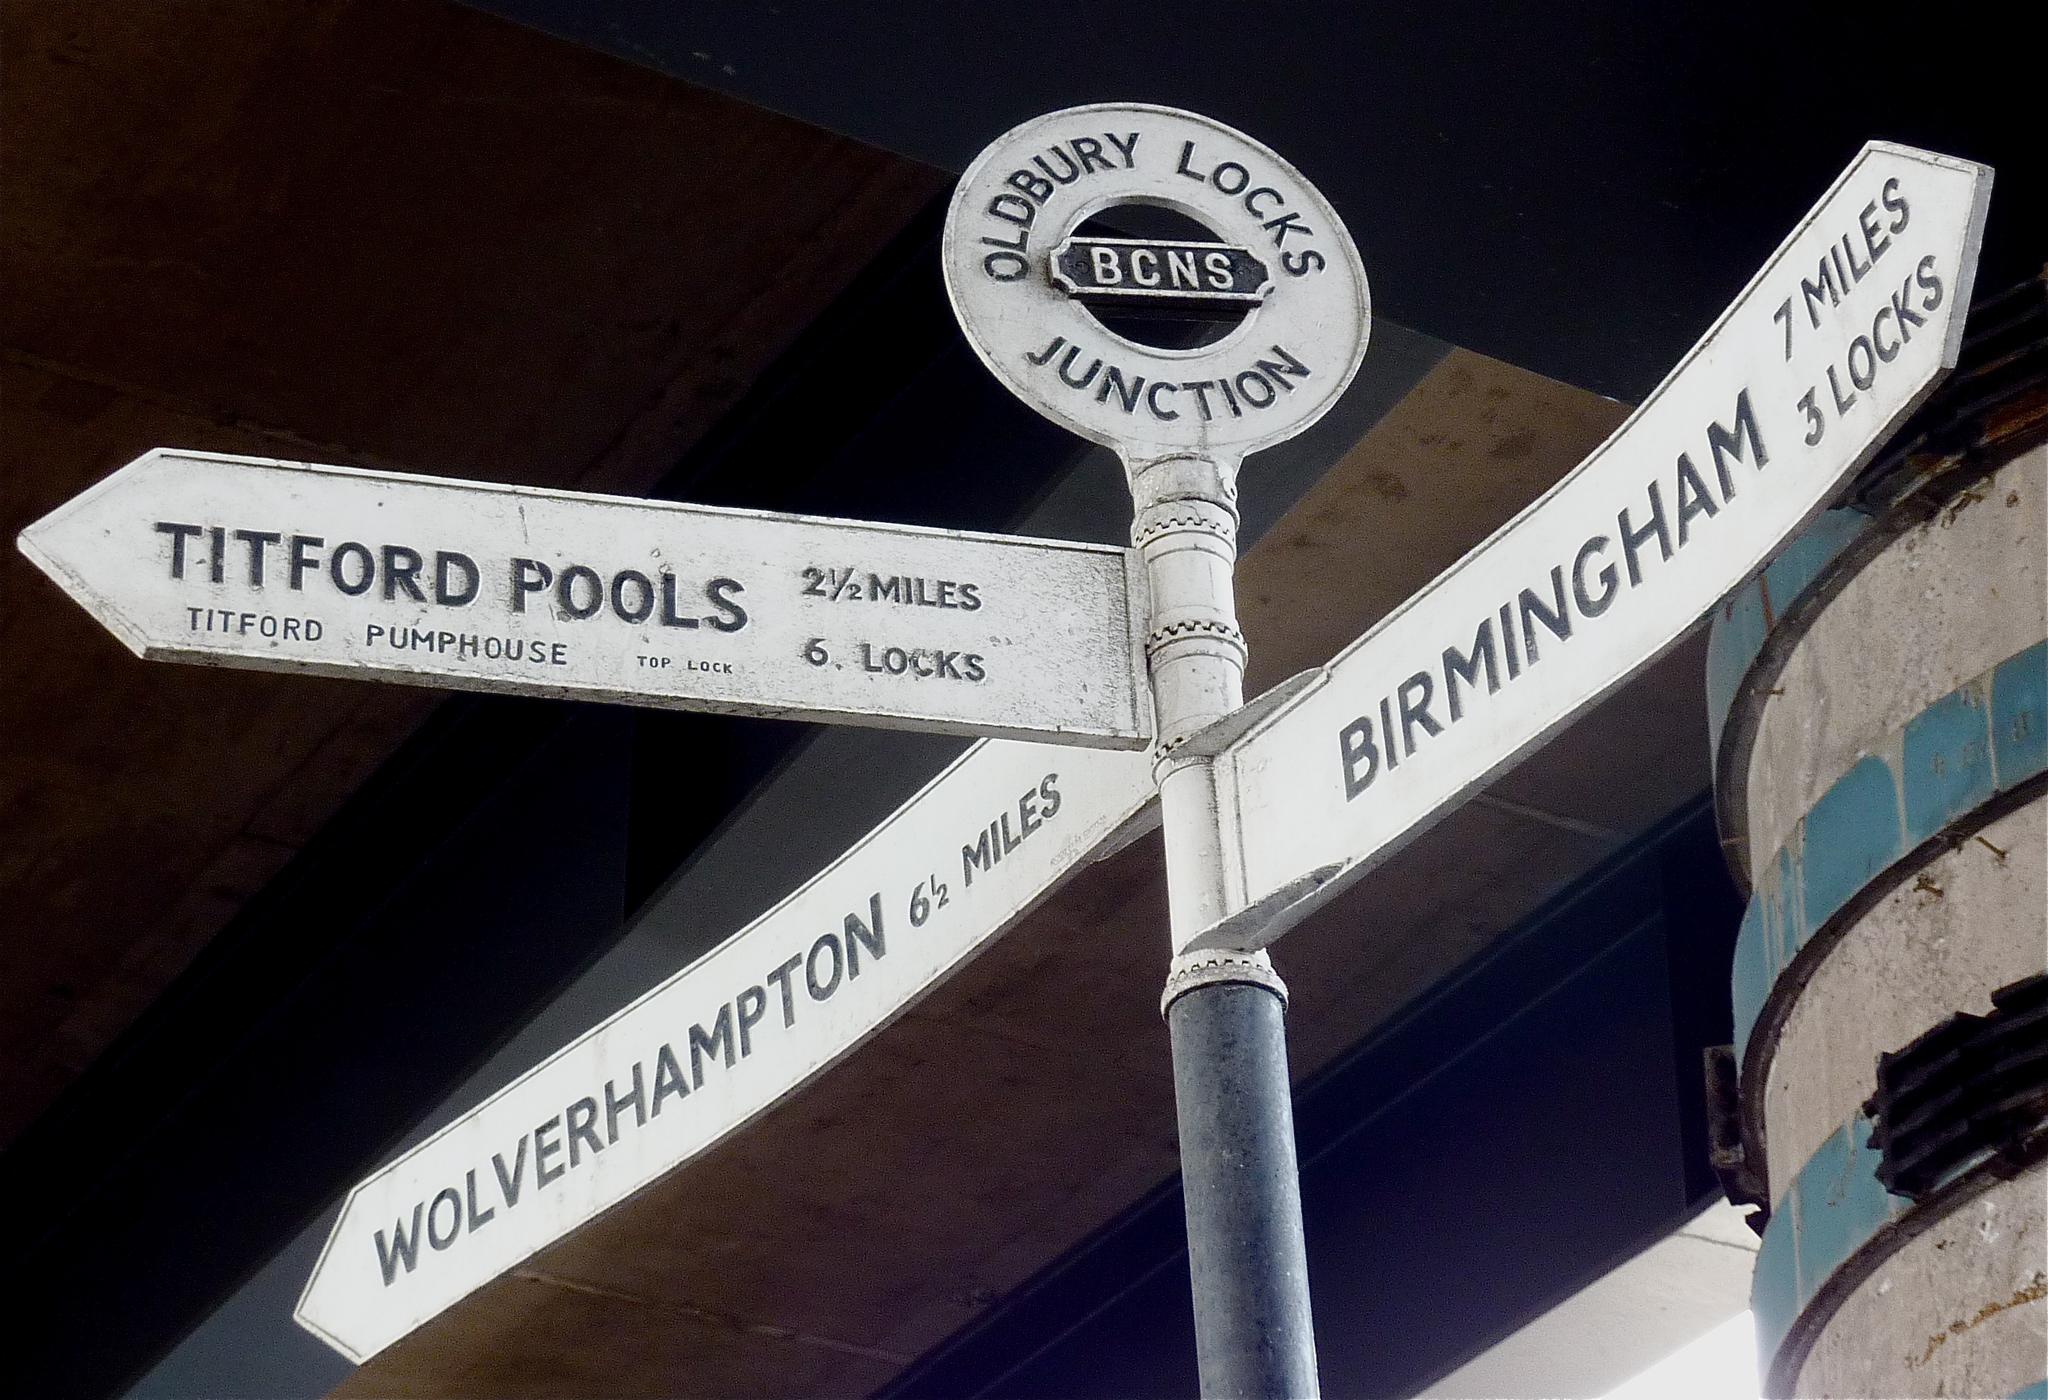 OLDBURY LOCKS
BCNS
JUNCTION
TITFORD POOLS 2½ MILES
TITFORD PUMPHOUSE TOP LOCK 6. LOCKS
BIRMINGHAM 7 MILES
3 LOCKS
WOLVERHAMPTON 6½ MILES